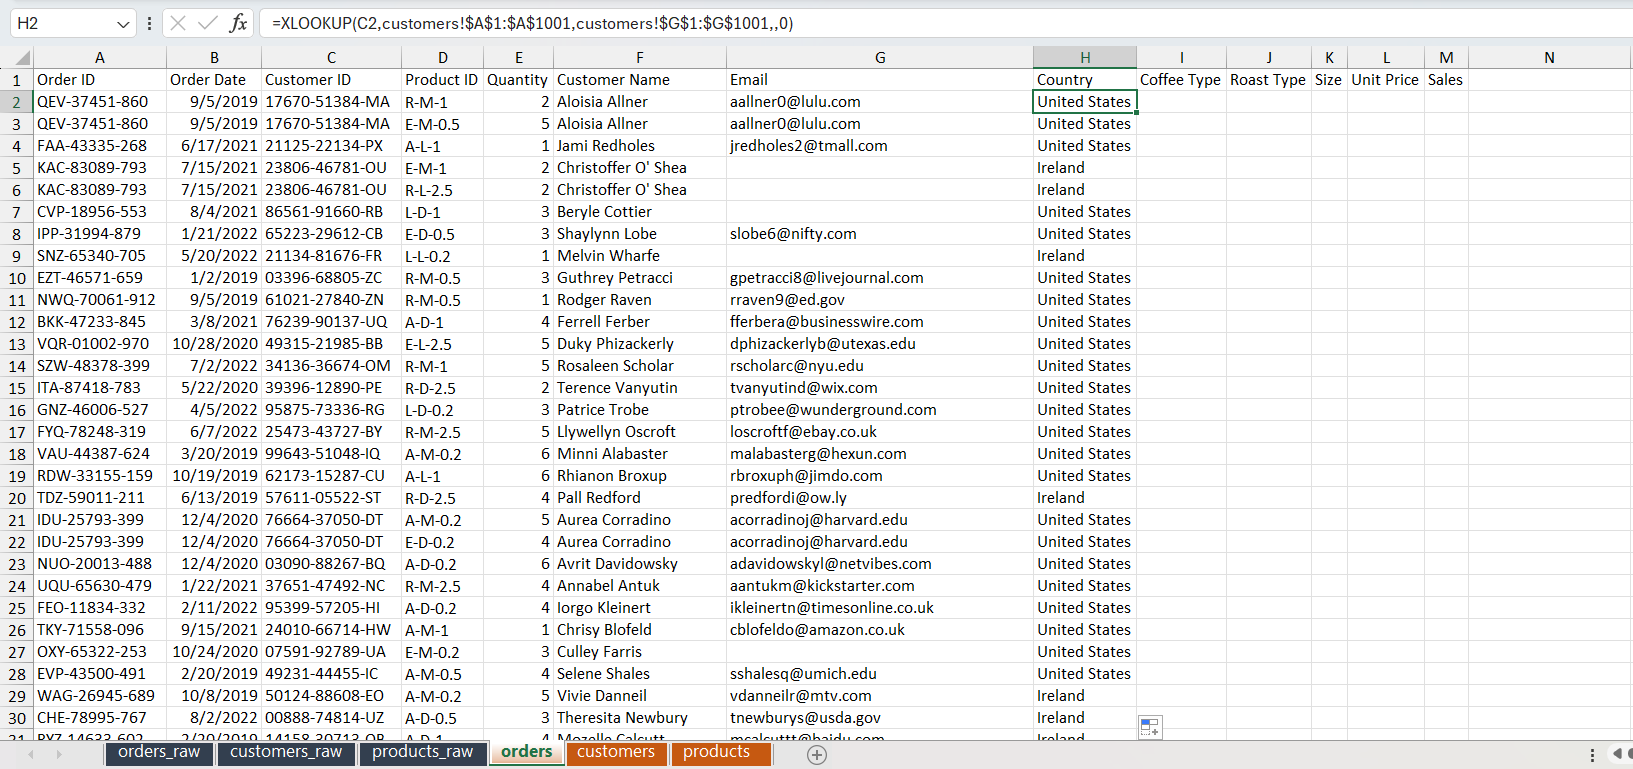 H2 fx =XLOOKUP(C2,customers!$A$1:$A$1001,customers!$G$1:$G$1001,,0)
A B C D E F G H I J K L M N
1 Order ID Order Date Customer ID Product ID Quantity Customer Name Email Country Coffee Type Roast Type Size Unit Price Sales
2 QEV-37451-860 9/5/2019 17670-51384-MA R-M-1 2 Aloisia Allner aallner0@lulu.com United States
3 QEV-37451-860 9/5/2019 17670-51384-MA E-M-0.5 5 Aloisia Allner aallner0@lulu.com United States
4 FAA-43335-268 6/17/2021 21125-22134-PX A-L-1 1 Jami Redholes jredholes2@tmall.com United States
5 KAC-83089-793 7/15/2021 23806-46781-OU E-M-1 2 Christoffer O' Shea Ireland
6 KAC-83089-793 7/15/2021 23806-46781-OU R-L-2.5 2 Christoffer O' Shea Ireland
7 CVP-18956-553 8/4/2021 86561-91660-RB L-D-1 3 Beryle Cottier United States
8 IPP-31994-879 1/21/2022 65223-29612-CB E-D-0.5 3 Shaylynn Lobe slobe6@nifty.com United States
9 SNZ-65340-705 5/20/2022 21134-81676-FR L-L-0.2 1 Melvin Wharfe Ireland
10 EZT-46571-659 1/2/2019 03396-68805-ZC R-M-0.5 3 Guthrey Petracci gpetracci8@livejournal.com United States
11 NWQ-70061-912 9/5/2019 61021-27840-ZN R-M-0.5 1 Rodger Raven rraven9@ed.gov United States
12 BKK-47233-845 3/8/2021 76239-90137-UQ A-D-1 4 Ferrell Ferber fferbera@businesswire.com United States
13 VQR-01002-970 10/28/2020 49315-21985-BB E-L-2.5 5 Duky Phizackerly dphizackerlyb@utexas.edu United States
14 SZW-48378-399 7/2/2022 34136-36674-OM R-M-1 5 Rosaleen Scholar rscholarc@nyu.edu United States
15 ITA-87418-783 5/22/2020 39396-12890-PE R-D-2.5 2 Terence Vanyutin tvanyutind@wix.com United States
16 GNZ-46006-527 4/5/2022 95875-73336-RG L-D-0.2 3 Patrice Trobe ptrobee@wunderground.com United States
17 FYQ-78248-319 6/7/2022 25473-43727-BY R-M-2.5 5 Llywellyn Oscroft loscroftf@ebay.co.uk United States
18 VAU-44387-624 3/20/2019 99643-51048-IQ A-M-0.2 6 Minni Alabaster malabasterg@hexun.com United States
19 RDW-33155-159 10/19/2019 62173-15287-CU A-L-1 6 Rhianon Broxup rbroxuph@jimdo.com United States
20 TDZ-59011-211 6/13/2019 57611-05522-ST R-D-2.5 4 Pall Redford predfordi@ow.ly Ireland
21 IDU-25793-399 12/4/2020 76664-37050-DT A-M-0.2 5 Aurea Corradino acorradinoj@harvard.edu United States
22 IDU-25793-399 12/4/2020 76664-37050-DT E-D-0.2 4 Aurea Corradino acorradinoj@harvard.edu United States
23 NUO-20013-488 12/4/2020 03090-88267-BQ A-D-0.2 6 Avrit Davidowsky adavidowskyl@netvibes.com United States
24 UQU-65630-479 1/22/2021 37651-47492-NC R-M-2.5 4 Annabel Antuk aantukm@kickstarter.com United States
25 FEO-11834-332 2/11/2022 95399-57205-HI A-D-0.2 4 Iorgo Kleinert ikleinertn@timesonline.co.uk United States
26 TKY-71558-096 9/15/2021 24010-66714-HW A-M-1 1 Chrisy Blofeld cblofeldo@amazon.co.uk United States
27 OXY-65322-253 10/24/2020 07591-92789-UA E-M-0.2 3 Culley Farris United States
28 EVP-43500-491 2/20/2019 49231-44455-IC A-M-0.5 4 Selene Shales sshalesq@umich.edu United States
29 WAG-26945-689 10/8/2019 50124-88608-EO A-M-0.2 5 Vivie Danneil vdanneilr@mtv.com Ireland
30 CHE-78995-767 8/2/2022 00888-74814-UZ A-D-0.5 3 Theresita Newbury tnewburys@usda.gov Ireland
31 2/20/2019 A-D-1 4 Mozelle Calcutt mcalcuttt@baidu.com Ireland
orders_raw customers_raw products_raw orders customers products